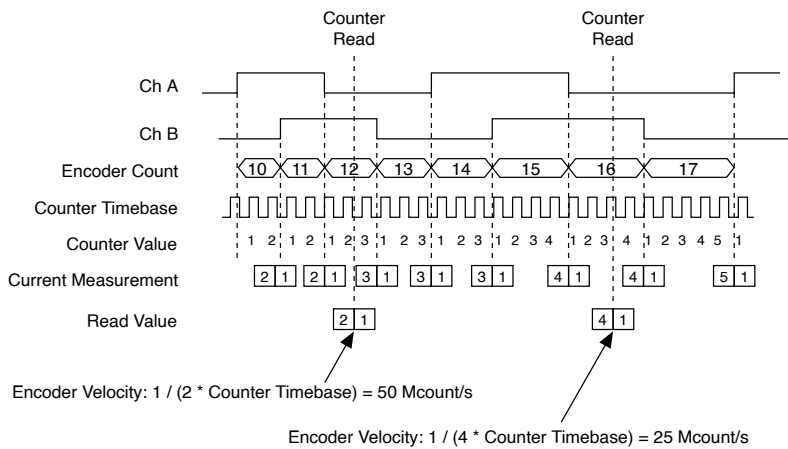 Counter Read
Counter Read
Ch A
Ch B
Encoder Count 10 11 12 13 14 15 16 17
Counter Timebase
Counter Value 1 2 1 2 1 2 3 1 2 3 1 2 3 1 2 3 4 1 2 3 4 1 2 3 4 5 1
Current Measurement 2 1 2 1 3 1 3 1 3 1 4 1 4 1 5 1
Read Value 2 1 4 1
Encoder Velocity: 1 / (2 * Counter Timebase) = 50 Mcount/s
Encoder Velocity: 1 / (4 * Counter Timebase) = 25 Mcount/s